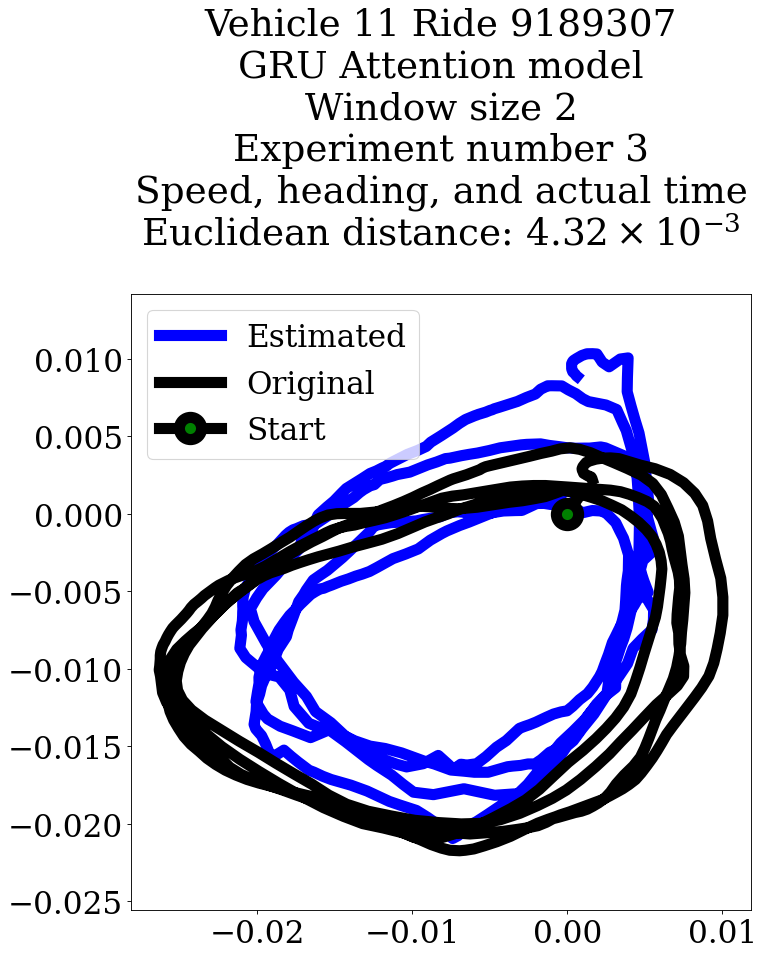 Vehicle 11 Ride 9189307
GRU Attention model
Window size 2
Experiment number 3
Speed, heading, and actual time
Euclidean distance: 4.32 × 10⁻³
Estimated
Original
Start
0.010
0.005
0.000
−0.005
−0.010
−0.015
−0.020
−0.025
−0.02
−0.01
0.00
0.01